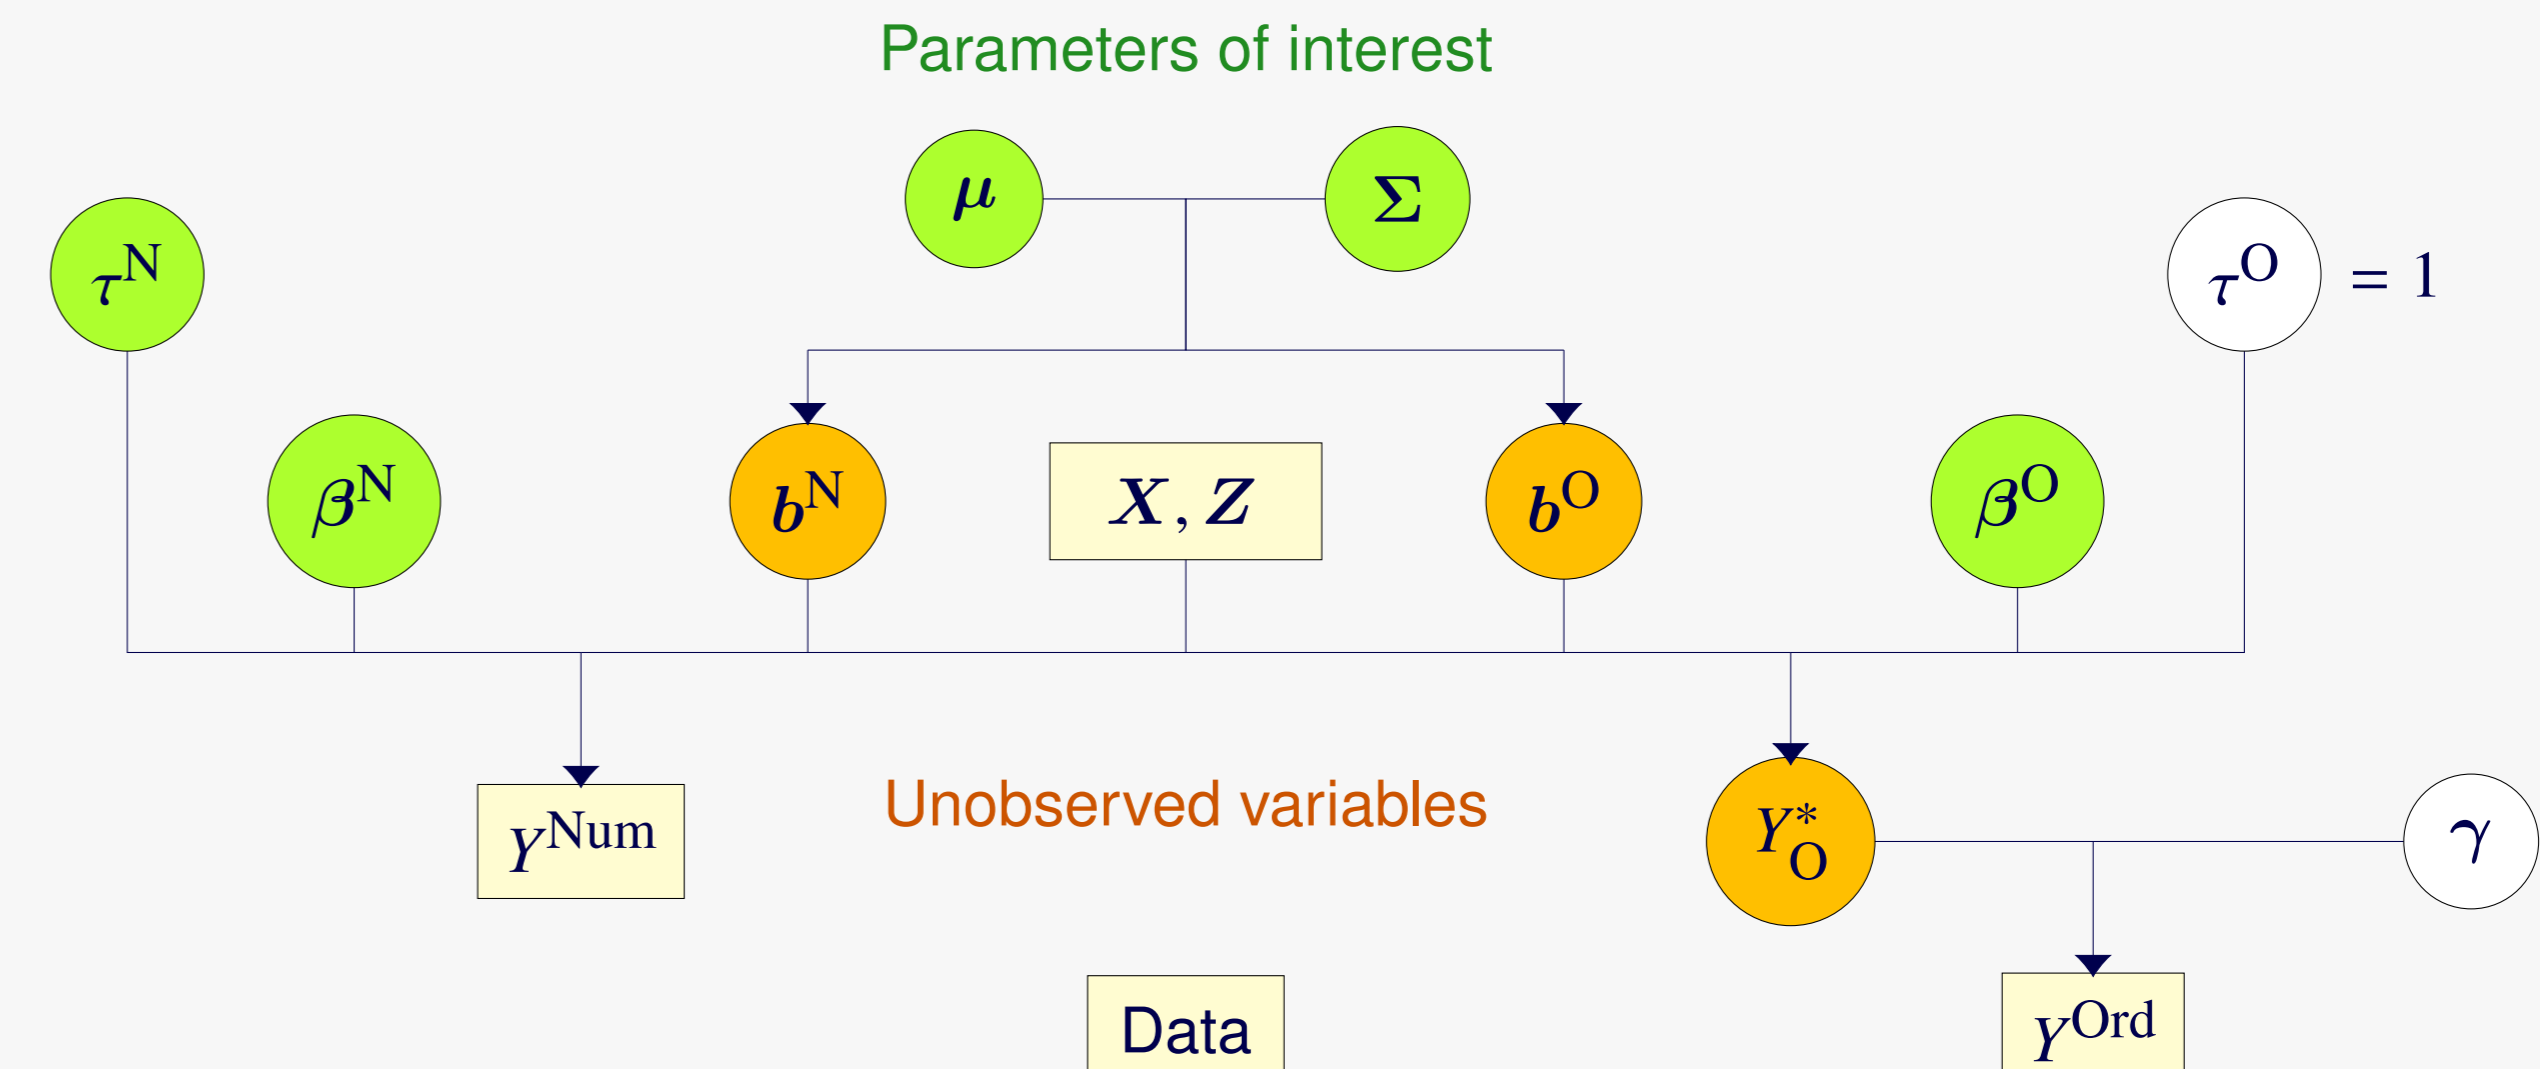 Parameters of interest
μ Σ
τ^N τ^O = 1
β^N b^N X, Z b^O β^O
Y^Num Unobserved variables Y*_O γ
Data Y^Ord